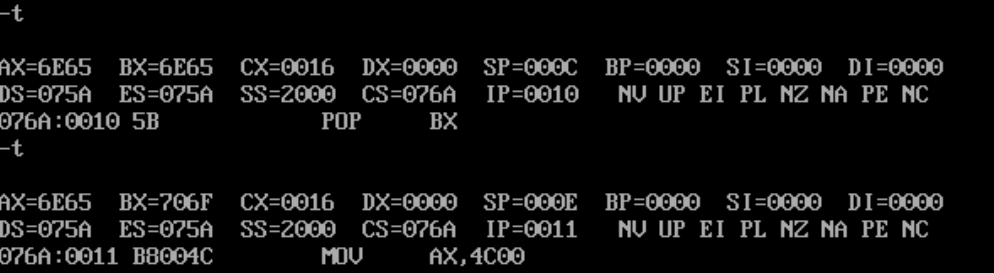 -t
AX=6E65 BX=6E65 CX=0016 DX=0000 SP=000C BP=0000 SI=0000 DI=0000
DS=075A ES=075A SS=2000 CS=076A IP=0010 NV UP EI PL NZ NA PE NC
076A:0010 5B POP BX
-t
AX=6E65 BX=706F CX=0016 DX=0000 SP=000E BP=0000 SI=0000 DI=0000
DS=075A ES=075A SS=2000 CS=076A IP=0011 NV UP EI PL NZ NA PE NC
076A:0011 B8004C MOV AX,4C00